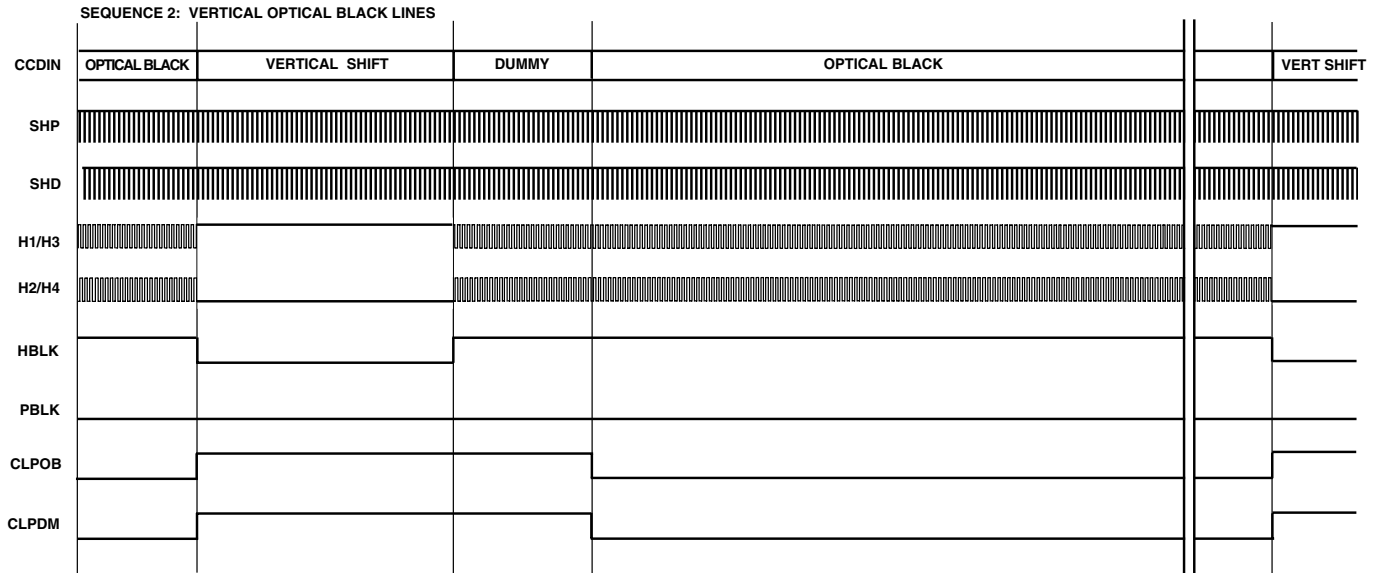 SEQUENCE 2: VERTICAL OPTICAL BLACK LINES
CCDIN OPTICAL BLACK VERTICAL SHIFT DUMMY OPTICAL BLACK VERT SHIFT
SHP
SHD
H1/H3
H2/H4
HBLK
PBLK
CLPOB
CLPDM